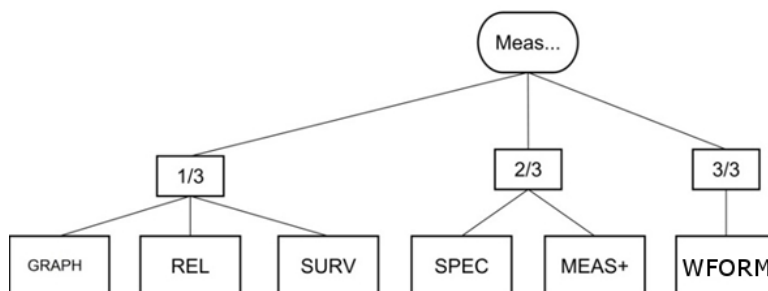 Meas...
1/3
2/3
3/3
GRAPH
REL
SURV
SPEC
MEAS+
WFORM